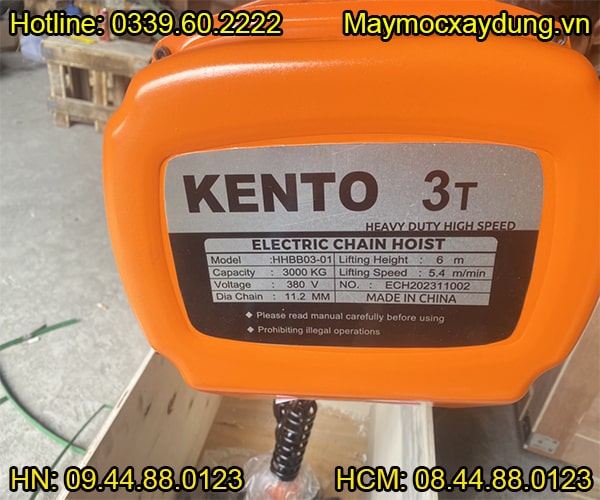 Hotline: 0339.60.2222 Maymocxaydung.vn
KENTO 3T
HEAVY DUTY HIGH SPEED
ELECTRIC CHAIN HOIST
Model :HHBB03-01 Lifting Height : 6 m
Capacity : 3000 KG Lifting Speed : 5.4 m/min
Voltage : 380 V NO. : ECH202311002
Dia Chain : 11.2 MM MADE IN CHINA
◆ Please read manual carefully before using
◆ Prohibiting illegal operations
HN: 09.44.88.0123 HCM: 08.44.88.0123